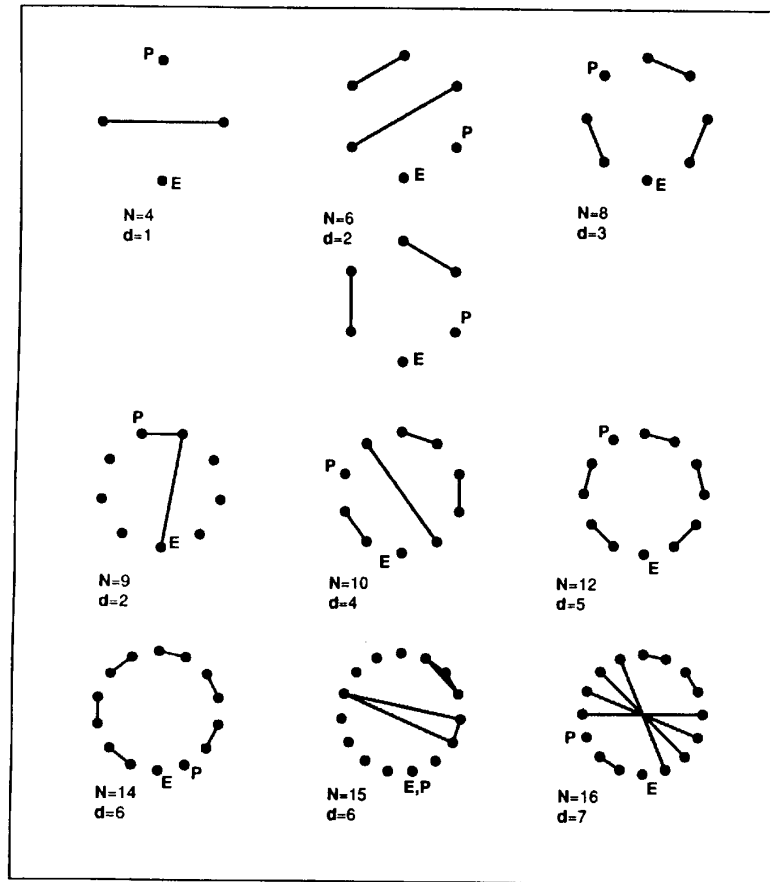 P
E
N=4
d=1
P
E
N=6
d=2
P
E
P
E
N=8
d=3
P
E
N=9
d=2
P
E
N=10
d=4
P
E
N=12
d=5
E
P
N=14
d=6
E,P
N=15
d=6
P
E
N=16
d=7